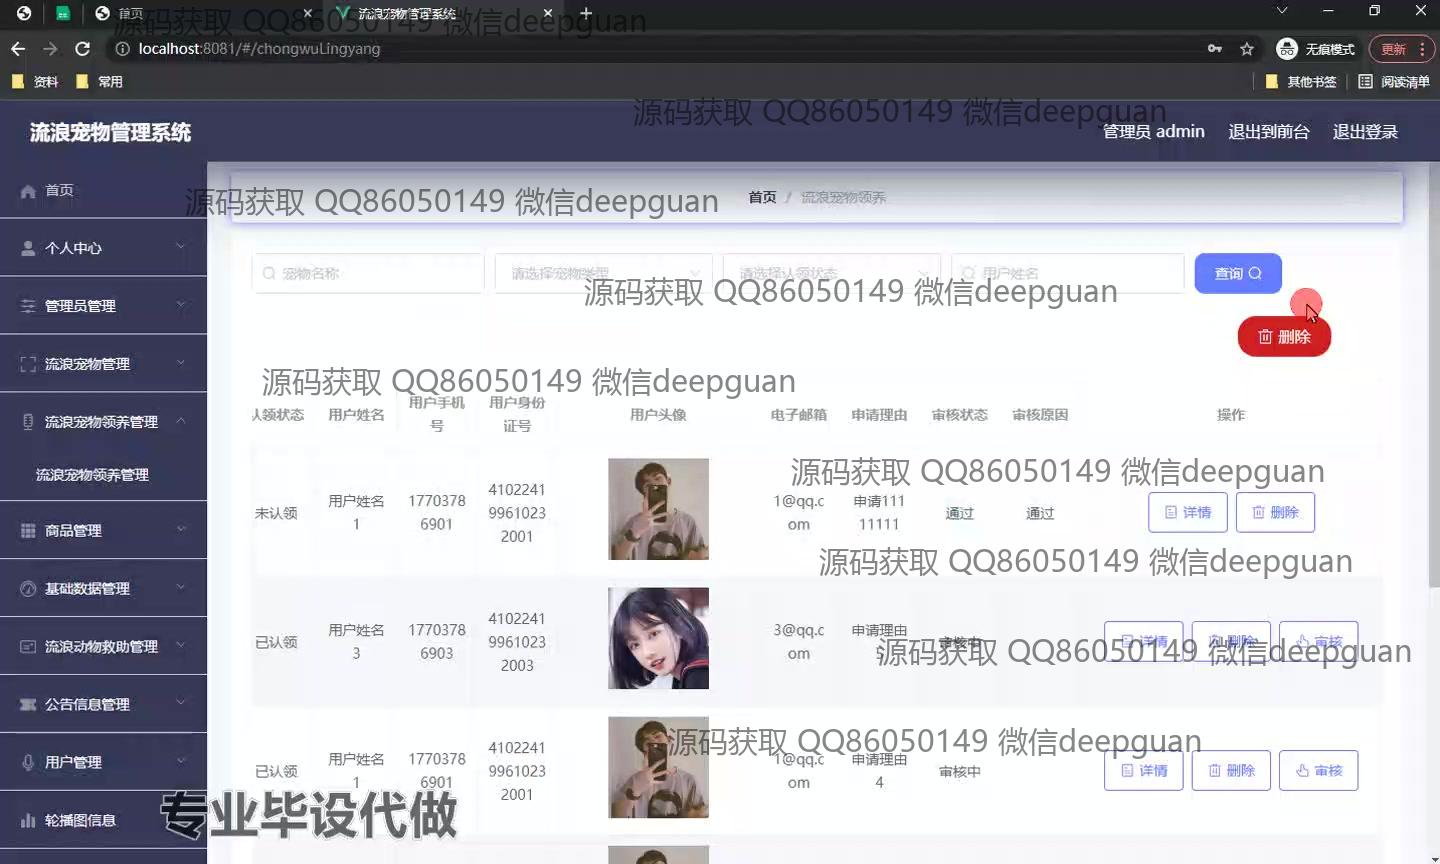 首页
流浪宠物管理系统
源码获取 QQ86050149 微信deepguan
localhost:8081/#/chongwuLingyang
无痕模式
更新
资料
常用
其他书签
阅读清单
源码获取 QQ86050149 微信deepguan
流浪宠物管理系统
管理员 admin
退出到前台
退出登录
首页
源码获取 QQ86050149 微信deepguan
首页 / 流浪宠物领养
个人中心
管理员管理
流浪宠物管理
流浪宠物领养管理
流浪宠物领养管理
商品管理
基础数据管理
流浪动物救助管理
公告信息管理
用户管理
轮播图信息
宠物名称
请选择宠物类型
请选择认领状态
用户姓名
查询
源码获取 QQ86050149 微信deepguan
删除
源码获取 QQ86050149 微信deepguan
认领状态
用户姓名
用户手机
号
用户身份
证号
用户头像
电子邮箱
申请理由
审核状态
审核原因
操作
源码获取 QQ86050149 微信deepguan
未认领
用户姓名
1
1770378
6901
4102241
9961023
2001
1@qq.c
om
申请111
11111
通过
通过
详情
删除
源码获取 QQ86050149 微信deepguan
已认领
用户姓名
3
1770378
6903
4102241
9961023
2003
3@qq.c
om
申请理由
审核中
详情
删除
审核
源码获取 QQ86050149 微信deepguan
源码获取 QQ86050149 微信deepguan
已认领
用户姓名
1
1770378
6901
4102241
9961023
2001
1@qq.c
om
申请理由
4
审核中
详情
删除
审核
专业毕设代做